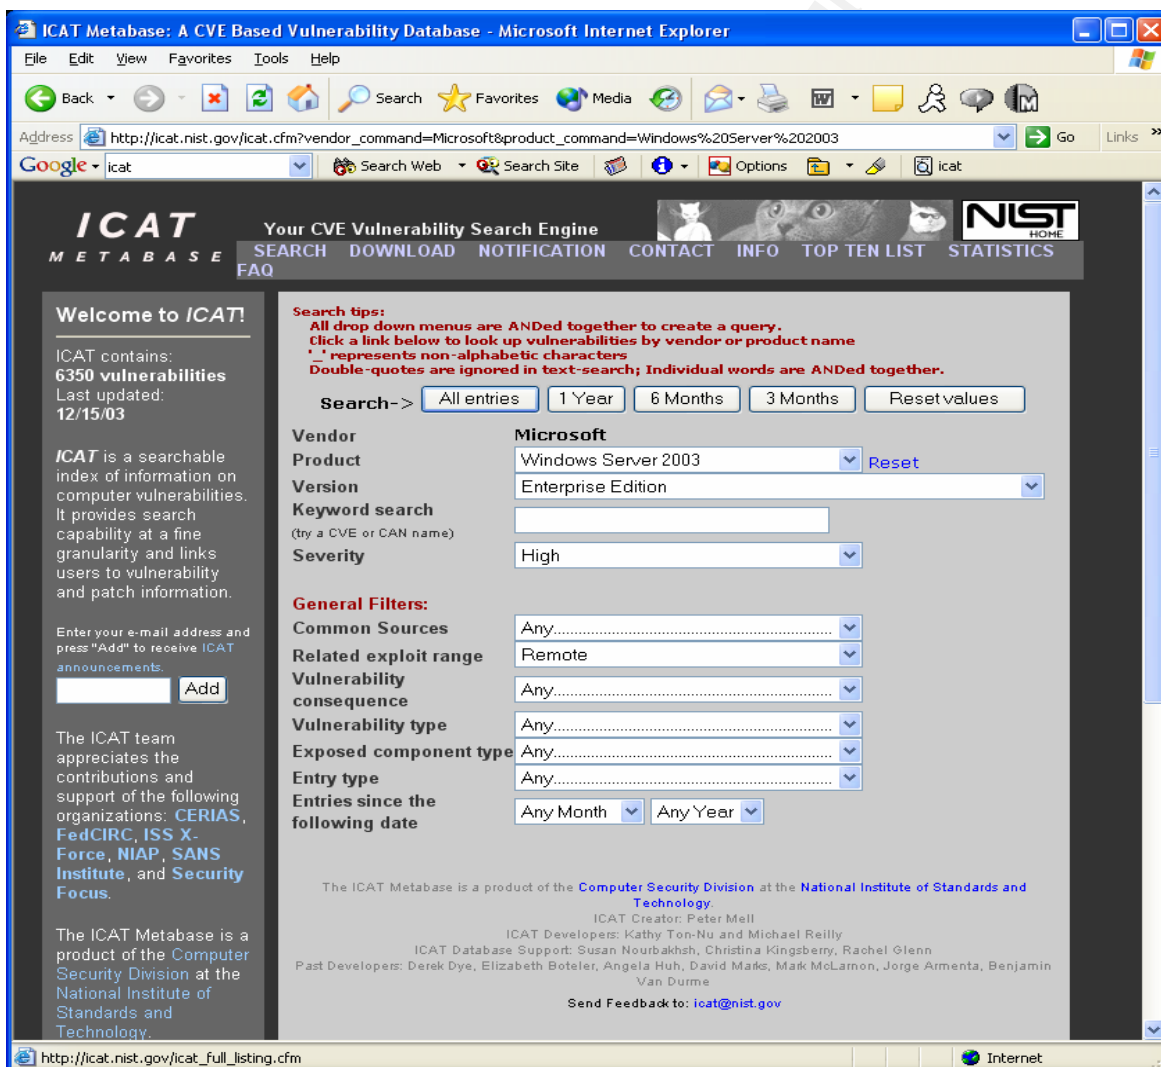 ICAT Metabase: A CVE Based Vulnerability Database - Microsoft Internet Explorer
File Edit View Favorites Tools Help
Back Search Favorites Media
Address http://icat.nist.gov/icat.cfm?vendor_command=Microsoft&product_command=Windows%20Server%202003 Go Links »
Google icat Search Web Search Site Options icat
ICAT
METABASE
Your CVE Vulnerability Search Engine
NIST
HOME
SEARCH DOWNLOAD NOTIFICATION CONTACT INFO TOP TEN LIST STATISTICS
FAQ
Welcome to ICAT!
ICAT contains:
6350 vulnerabilities
Last updated:
12/15/03
ICAT is a searchable
index of information on
computer vulnerabilities.
It provides search
capability at a fine
granularity and links
users to vulnerability
and patch information.
Enter your e-mail address and
press "Add" to receive ICAT
announcements.
Add
The ICAT team
appreciates the
contributions and
support of the following
organizations: CERIAS,
FedCIRC, ISS X-
Force, NIAP, SANS
Institute, and Security
Focus.
The ICAT Metabase is a
product of the Computer
Security Division at the
National Institute of
Standards and
Technology.
Search tips:
All drop down menus are ANDed together to create a query.
Click a link below to look up vulnerabilities by vendor or product name
'_' represents non-alphabetic characters
Double-quotes are ignored in text-search; Individual words are ANDed together.
Search-> All entries 1 Year 6 Months 3 Months Reset values
Vendor Microsoft
Product Windows Server 2003 Reset
Version Enterprise Edition
Keyword search
(try a CVE or CAN name)
Severity High
General Filters:
Common Sources Any...
Related exploit range Remote
Vulnerability
consequence Any...
Vulnerability type Any...
Exposed component type Any...
Entry type Any...
Entries since the
following date Any Month Any Year
The ICAT Metabase is a product of the Computer Security Division at the National Institute of Standards and
Technology.
ICAT Creator: Peter Mell
ICAT Developers: Kathy Ton-Nu and Michael Reilly
ICAT Database Support: Susan Nourbakhsh, Christina Kingsberry, Rachel Glenn
Past Developers: Derek Dye, Elizabeth Boteler, Angela Huh, David Marks, Mark McLarnon, Jorge Armenta, Benjamin
Van Durme
Send Feedback to: icat@nist.gov
http://icat.nist.gov/icat_full_listing.cfm Internet